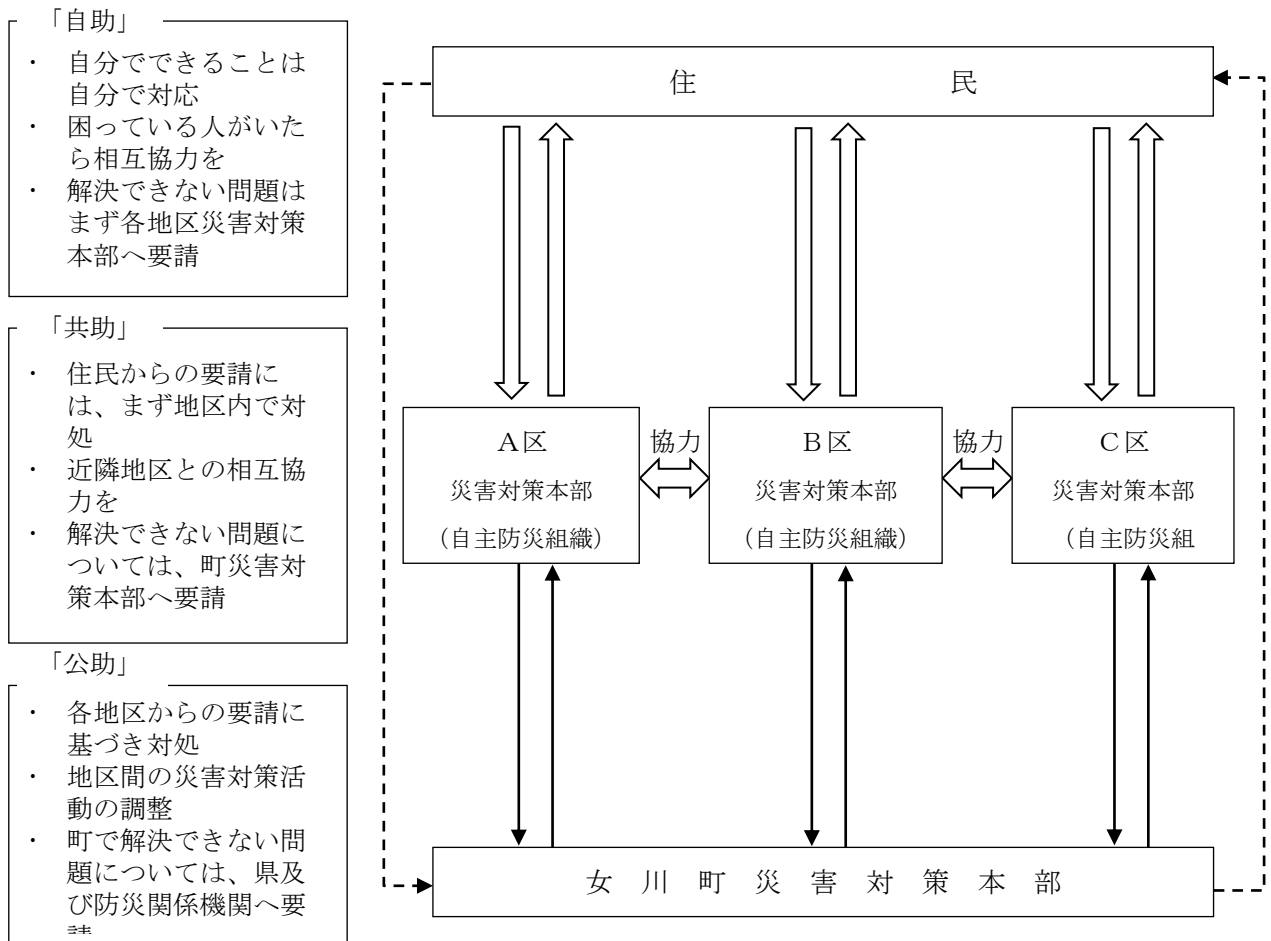 「自助」
・ 自分でできることは
自分で対応
・ 困っている人がいた
ら相互協力を
・ 解決できない問題は
まず各地区災害対策
本部へ要請
「共助」
・ 住民からの要請に
は、まず地区内で対
処
・ 近隣地区との相互協
力を
・ 解決できない問題に
ついては、町災害対
策本部へ要請
「公助」
・ 各地区からの要請に
基づき対処
・ 地区間の災害対策活
動の調整
・ 町で解決できない問
題については、県及
び防災関係機関へ要
住 民
A区
災害対策本部
(自主防災組織)
協力
B区
災害対策本部
(自主防災組織)
協力
C区
災害対策本部
(自主防災組
女川町災害対策本部